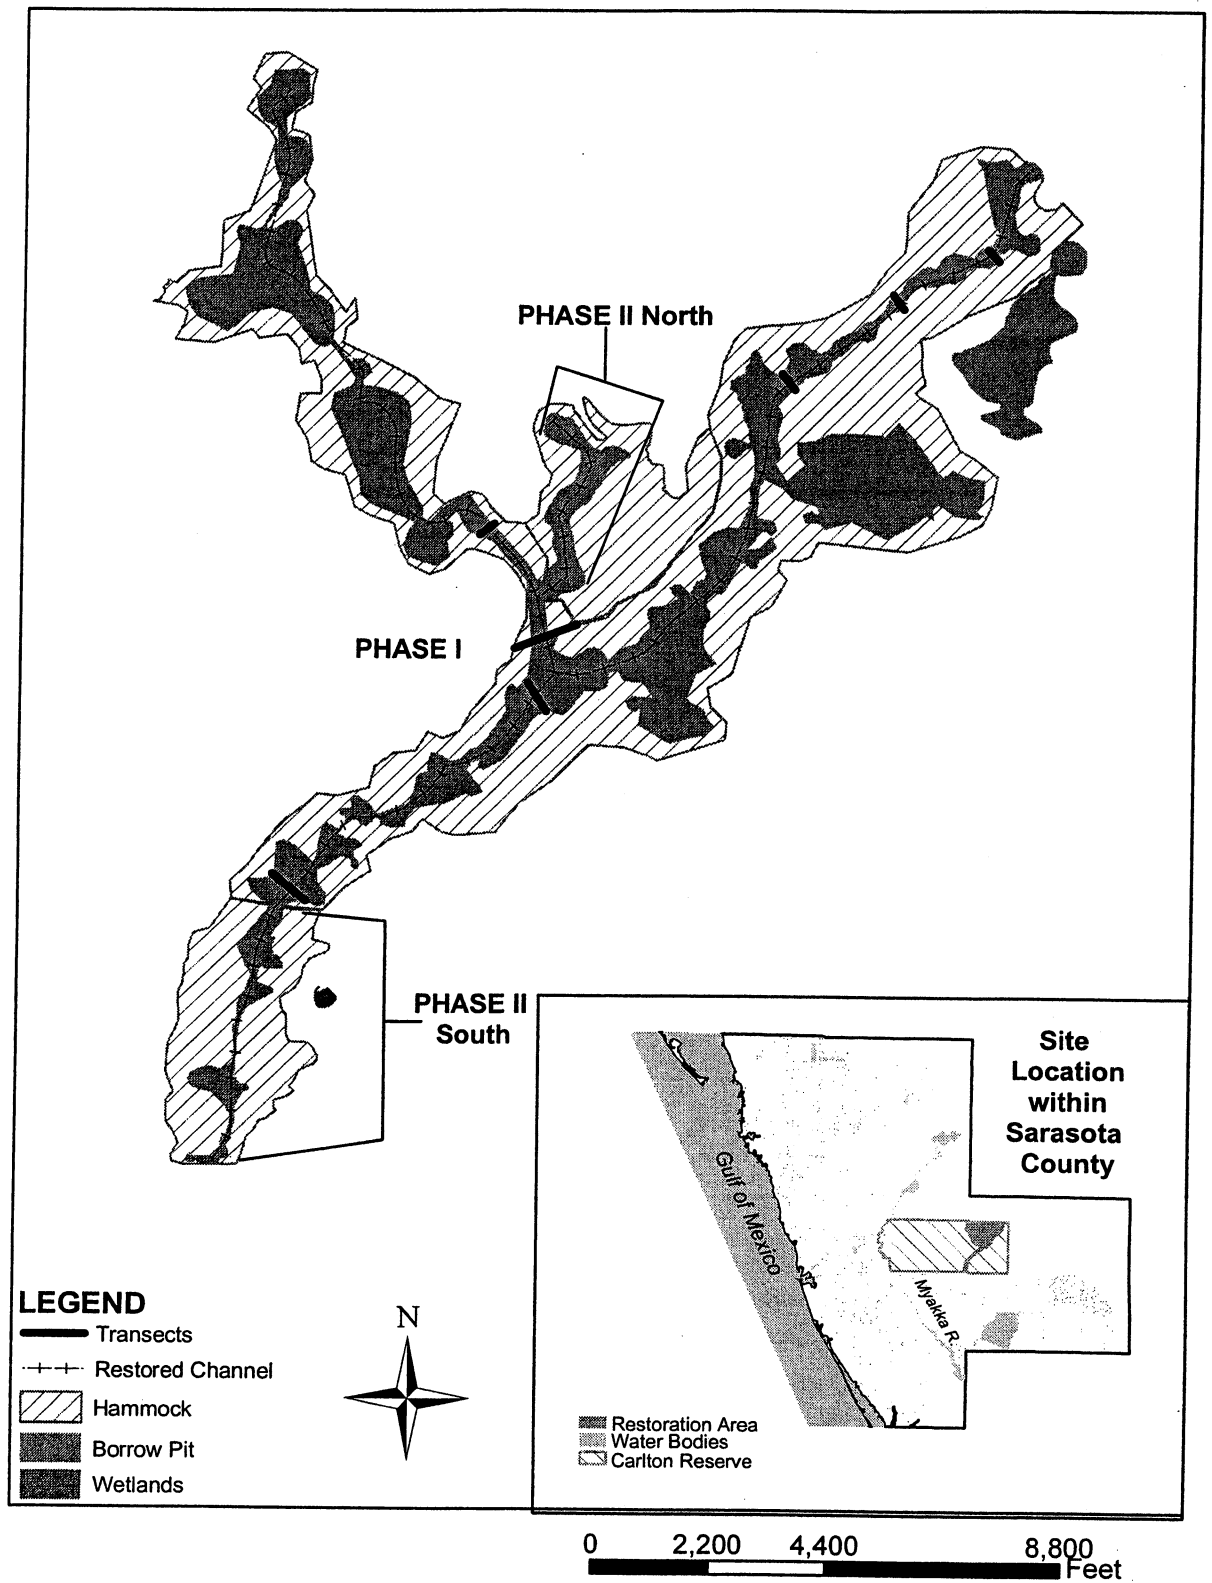 PHASE II North
PHASE I
PHASE II
South
Site
Location
within
Sarasota
County
Gulf of Mexico
Myakka R.
Restoration Area
Water Bodies
Carlton Reserve
LEGEND
Transects
Restored Channel
Hammock
Borrow Pit
Wetlands
N
0 2,200 4,400 8,800
Feet